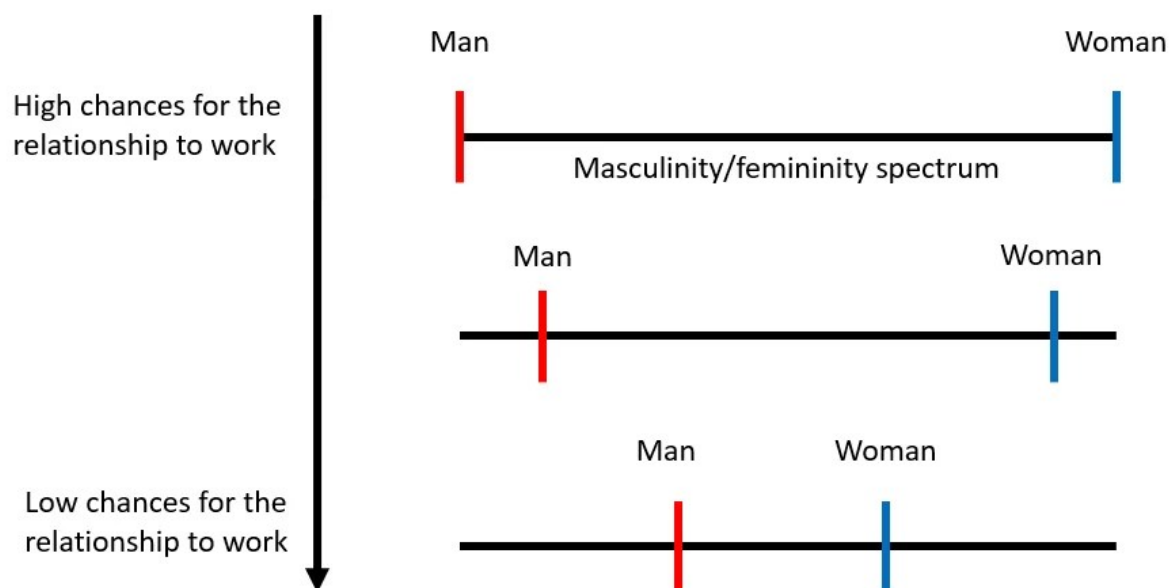 Man
Woman
High chances for the
relationship to work
Masculinity/femininity spectrum
Man
Woman
Man
Woman
Low chances for the
relationship to work